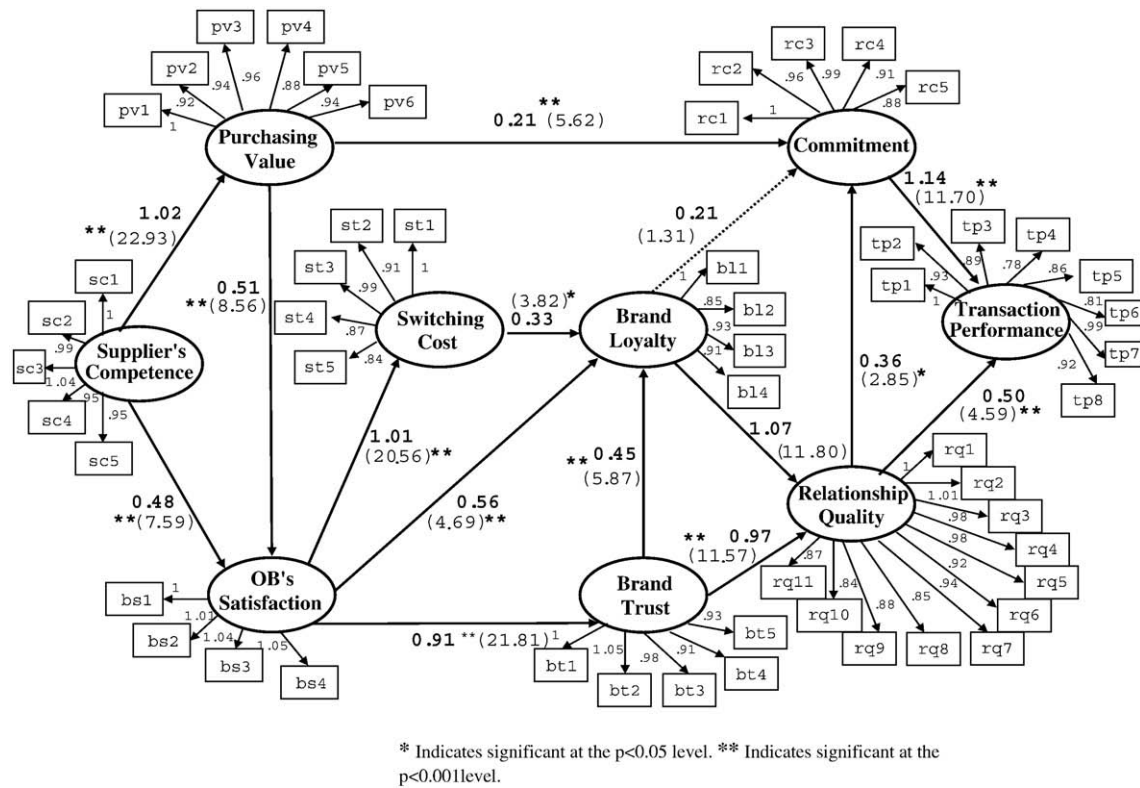 pv3
pv4
rc3
rc4
pv2
pv5
rc2
rc5
pv1
pv6
rc1
.96
.88
.94
.92
.94
1
.99
.91
.96
.88
1
**
0.21 (5.62)
Purchasing
Value
Commitment
1.02
**(22.93)
st2
st1
0.21
(1.31)
1.14
(11.70)**
tp3
tp4
tp2
tp5
tp1
tp6
tp7
tp8
.89
.78
.86
.93
1
.81
.99
.92
Transaction
Performance
sc1
sc2
sc3
sc4
sc5
1
.99
1.04
.95
.95
Supplier's
Competence
0.51
**(8.56)
st3
st4
st5
.91
1
.99
.87
.84
Switching
Cost
(3.82)*
0.33
Brand
Loyalty
bl1
bl2
bl3
bl4
1
.85
.93
.91
0.36
(2.85)*
0.50
(4.59)**
1.01
(20.56)**
0.45
**(5.87)
1.07
(11.80)
0.48
**(7.59)
0.56
(4.69)**
** 0.97
(11.57)
Relationship
Quality
rq1
rq2
rq3
rq4
rq5
rq6
rq7
rq8
rq9
rq10
rq11
1
1.01
.98
.98
.92
.94
.85
.88
.84
.87
OB's
Satisfaction
bs1
bs2
bs3
bs4
1
1.01
1.04
1.05
0.91 **(21.81)
Brand
Trust
bt1
bt2
bt3
bt4
bt5
1
1.05
.98
.91
.93
* Indicates significant at the p<0.05 level. ** Indicates significant at the
p<0.001level.